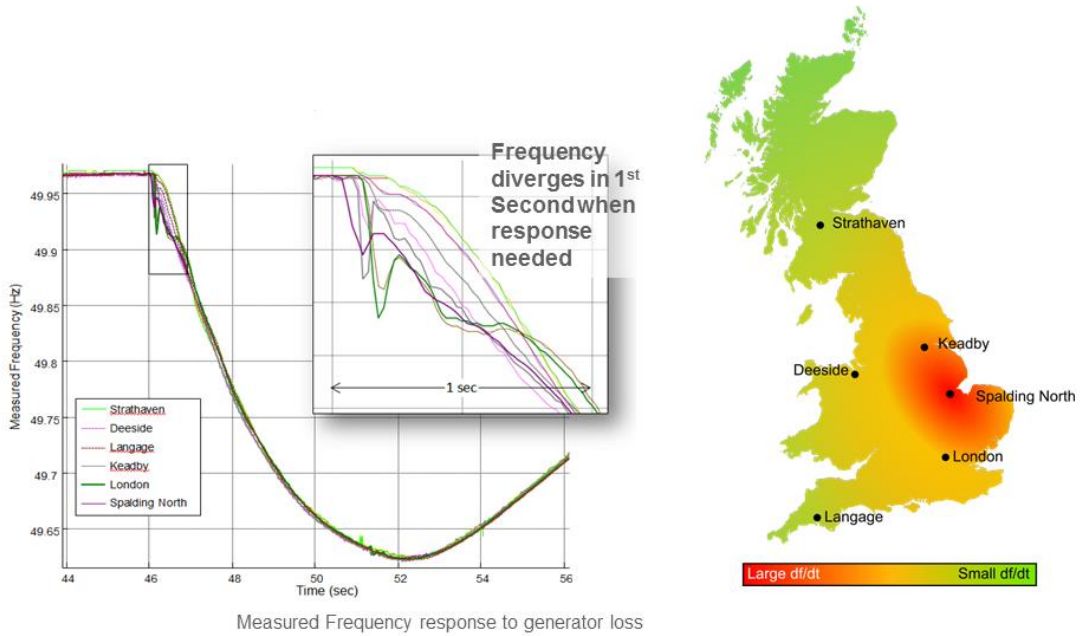 Frequency
diverges in 1st
Second when
response
needed
1 sec
Measured Frequency (Hz)
49.95
49.9
49.85
49.8
49.75
49.7
49.65
Strathaven
Deeside
Langage
Keadby
London
Spalding North
44
46
48
50
52
54
56
Time (sec)
Measured Frequency response to generator loss
Strathaven
Keadby
Deeside
Spalding North
London
Langage
Large df/dt
Small df/dt